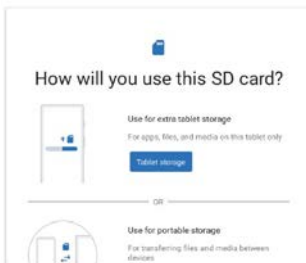 How will you use this SD card?
Use for extra tablet storage
For apps, files, and media on this tablet only
Tablet storage
OR
Use for portable storage
For transferring files and media between
devices